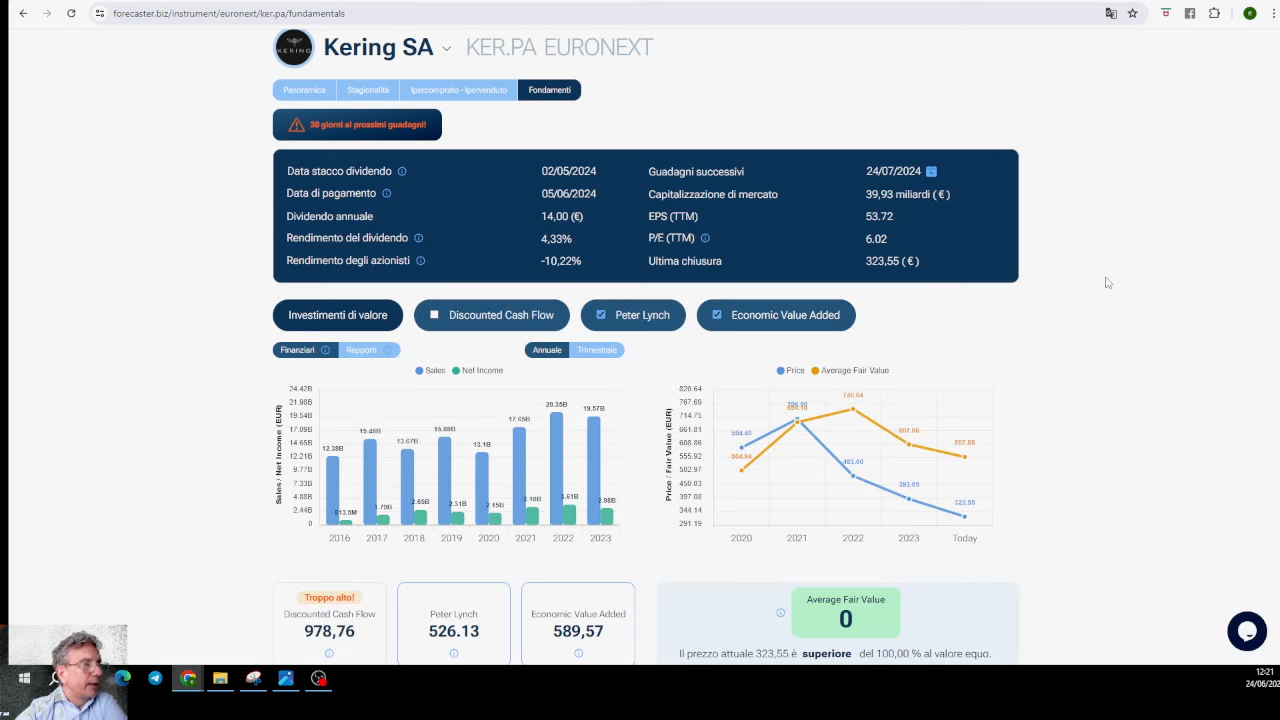 forecaster.biz/instrument/euronext/ker.pa/fundamentals
e
KERING
Kering SA KER.PA EURONEXT
Panoramica Stagionalità Ipercomprato - Ipervenduto Fondamenti
30 giorni ai prossimi guadagni!
Data stacco dividendo 02/05/2024 Guadagni successivi 24/07/2024
Data di pagamento 05/06/2024 Capitalizzazione di mercato 39,93 miliardi ( € )
Dividendo annuale 14,00 (€) EPS (TTM) 53.72
Rendimento del dividendo 4,33% P/E (TTM) 6.02
Rendimento degli azionisti -10,22% Ultima chiusura 323,55 ( € )
Investimenti di valore Discounted Cash Flow Peter Lynch Economic Value Added
Finanziari Rapporti Annuale Trimestrale
Sales Net Income
Sales / Net Income (EUR)
24.42B
21.98B
19.54B
17.09B
14.65B
12.21B
9.77B
7.33B
4.88B
2.44B
0
12.38B 15.48B 13.67B 15.88B 13.1B 17.65B 20.35B 19.57B
813.5M 1.79B 2.65B 2.31B 2.15B 3.18B 3.61B 2.98B
2016 2017 2018 2019 2020 2021 2022 2023
Price Average Fair Value
Price / Fair Value (EUR)
820.64
767.69
714.75
661.81
608.86
555.92
502.97
450.03
397.08
344.14
291.19
594.40 483.60 393.05 323.55
746.04 607.06 557.88
2020 2021 2022 2023 Today
Troppo alto!
Discounted Cash Flow
978,76
Peter Lynch
526.13
Economic Value Added
589,57
Average Fair Value
0
Il prezzo attuale 323,55 è superiore del 100,00 % al valore equo.
12:21
24/06/202